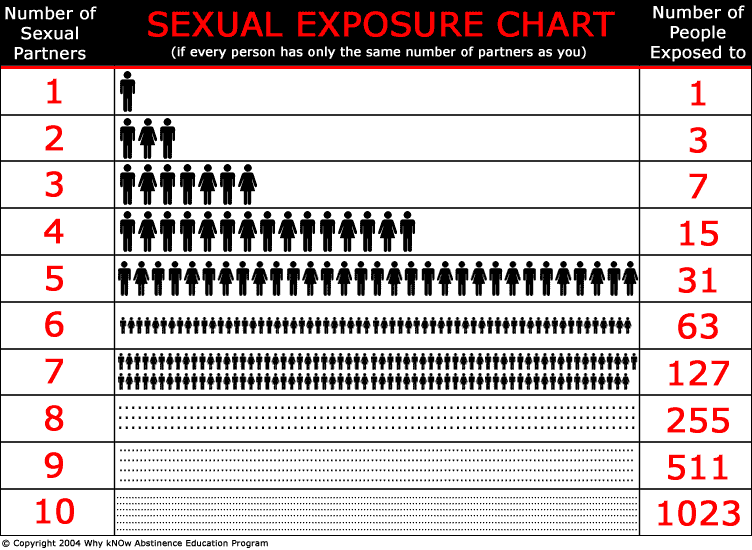 Number of
Sexual
Partners
SEXUAL EXPOSURE CHART
(if every person has only the same number of partners as you)
Number of
People
Exposed to
1 1
2 3
3 7
4 15
5 31
6 63
7 127
8 255
9 511
10 1023
© Copyright 2004 Why kNOw Abstinence Education Program